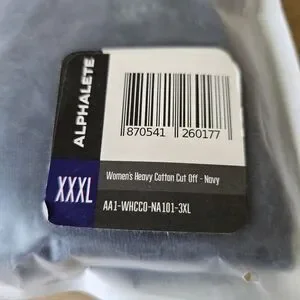 ALPHALETE
870541 260177
XXXL
Women's Heavy Cotton Cut Off - Navy
AA1-WHCCO-NA101-3XL